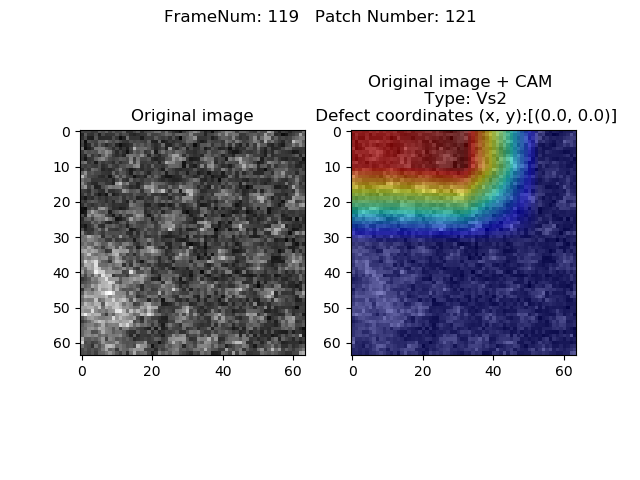 FrameNum: 119   Patch Number: 121
Original image
0
10
20
30
40
50
60
0 20 40 60
Original image + CAM
Type: Vs2
Defect coordinates (x, y):[(0.0, 0.0)]
0
10
20
30
40
50
60
0 20 40 60